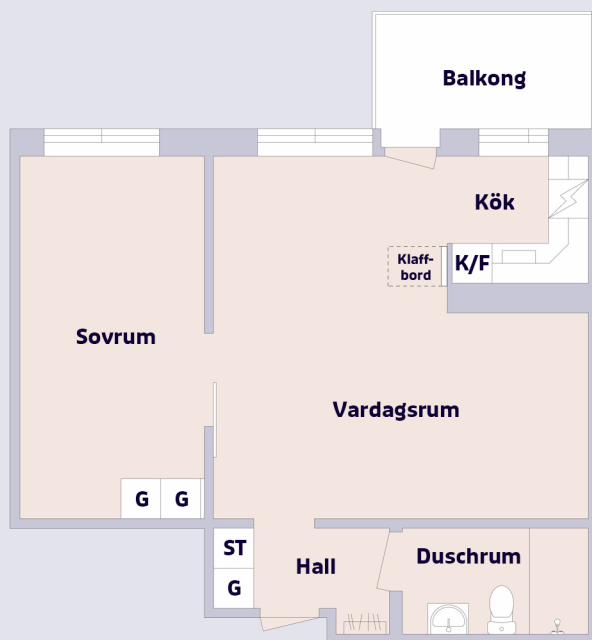 Balkong
Kök
Klaff-
bord
K/F
Sovrum
Vardagsrum
G
G
ST
G
Hall
Duschrum